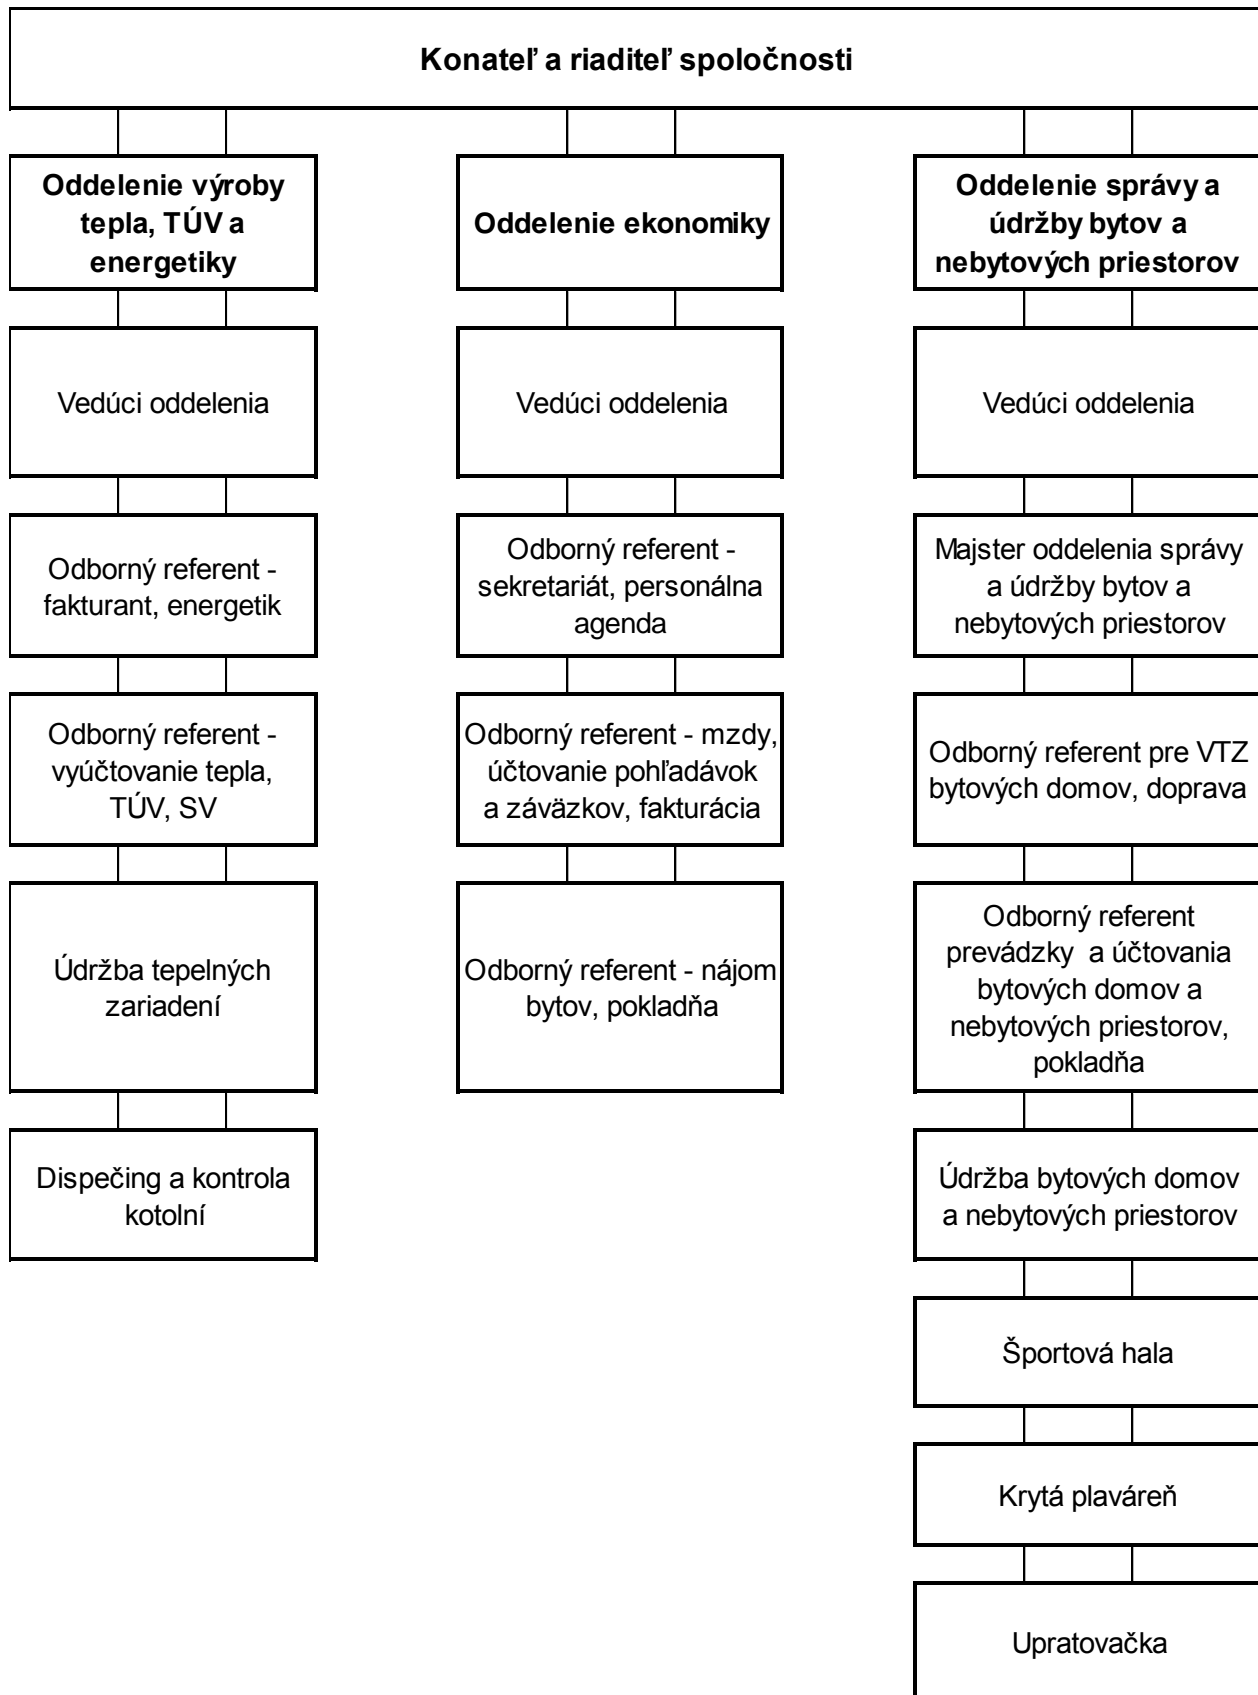 Konateľ a riaditeľ spoločnosti
Oddelenie výroby
tepla, TÚV a
energetiky
Oddelenie ekonomiky
Oddelenie správy a
údržby bytov a
nebytových priestorov
Vedúci oddelenia
Vedúci oddelenia
Vedúci oddelenia
Odborný referent -
fakturant, energetik
Odborný referent -
sekretariát, personálna
agenda
Majster oddelenia správy
a údržby bytov a
nebytových priestorov
Odborný referent -
vyúčtovanie tepla,
TÚV, SV
Odborný referent - mzdy,
účtovanie pohľadávok
a záväzkov, fakturácia
Odborný referent pre VTZ
bytových domov, doprava
Údržba tepelných
zariadení
Odborný referent - nájom
bytov, pokladňa
Odborný referent
prevádzky a účtovania
bytových domov a
nebytových priestorov,
pokladňa
Dispečing a kontrola
kotolní
Údržba bytových domov
a nebytových priestorov
Športová hala
Krytá plaváreň
Upratovačka